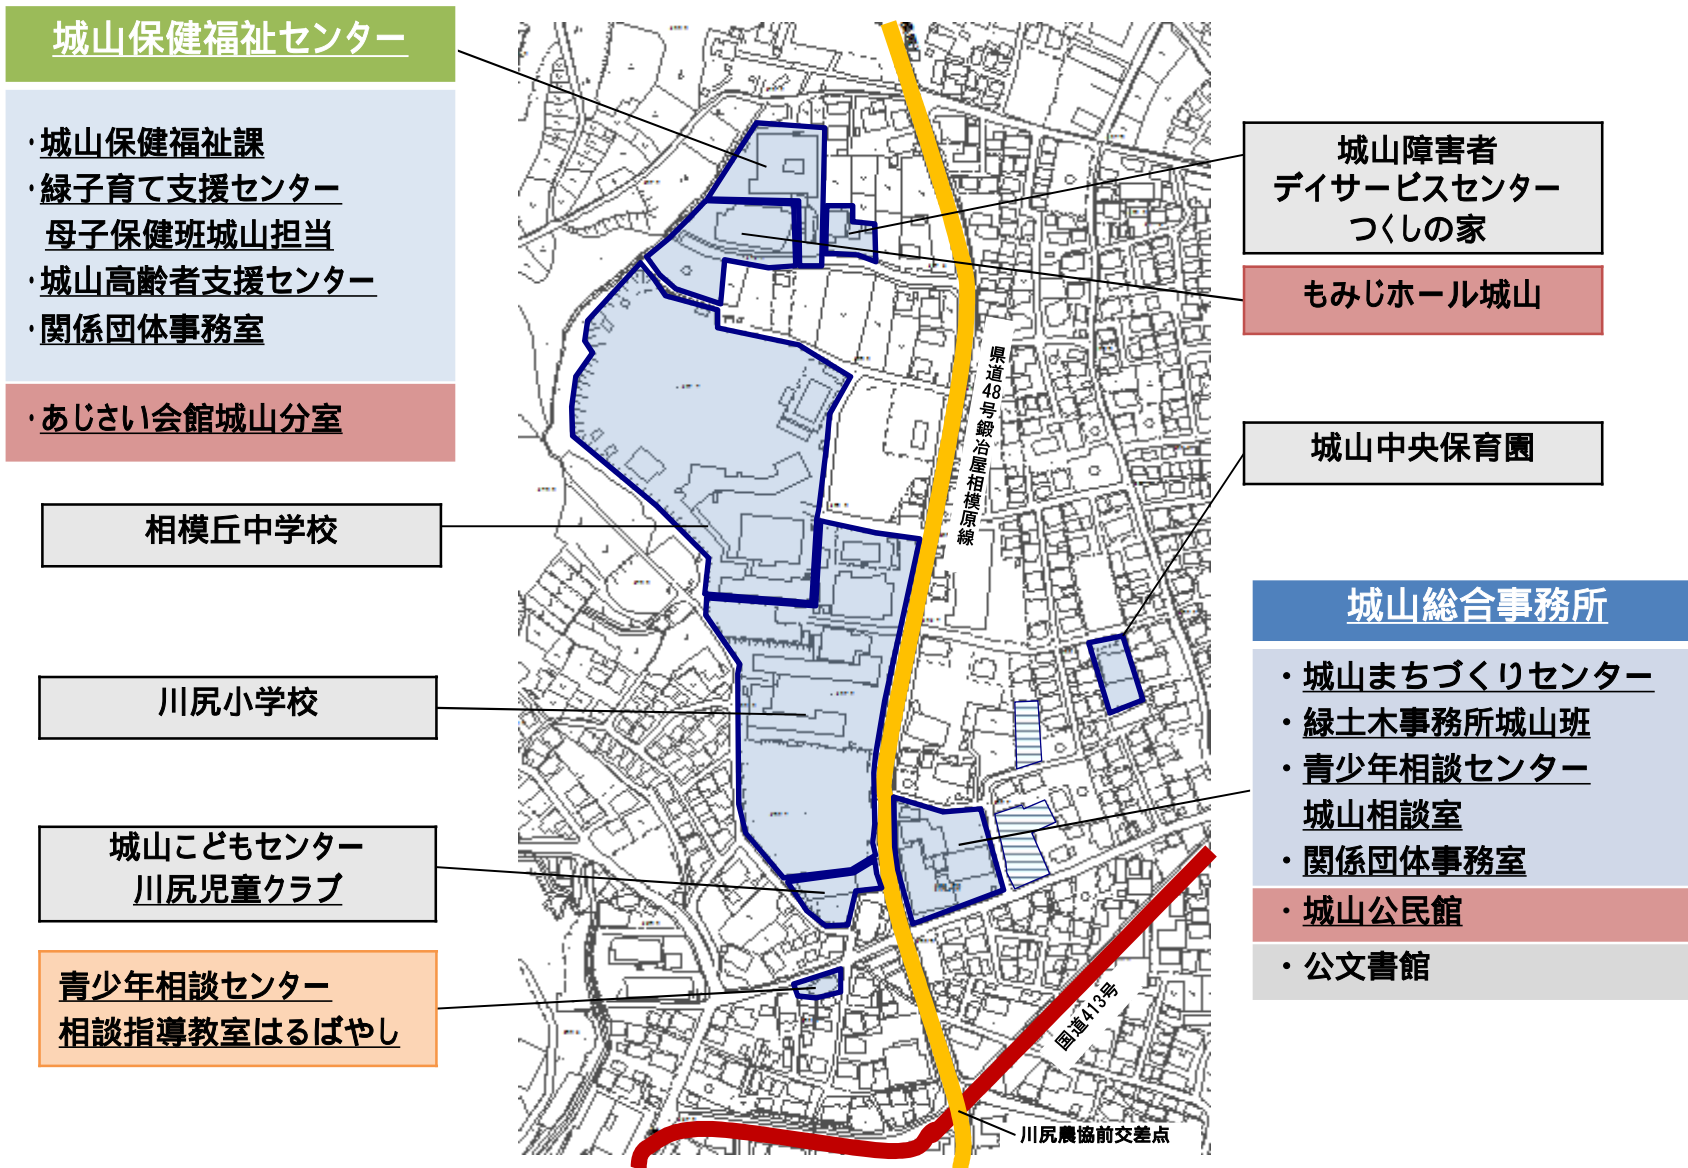 城山保健福祉センター
・城山保健福祉課
・緑子育て支援センター
母子保健班城山担当
・城山高齢者支援センター
・関係団体事務室
・あじさい会館城山分室
相模丘中学校
川尻小学校
城山こどもセンター
川尻児童クラブ
青少年相談センター
相談指導教室はるばやし
県道48号鍛冶屋相模原線
国道413号
川尻農協前交差点
城山障害者
デイサービスセンター
つくしの家
もみじホール城山
城山中央保育園
城山総合事務所
・城山まちづくりセンター
・緑土木事務所城山班
・青少年相談センター
城山相談室
・関係団体事務室
・城山公民館
・公文書館